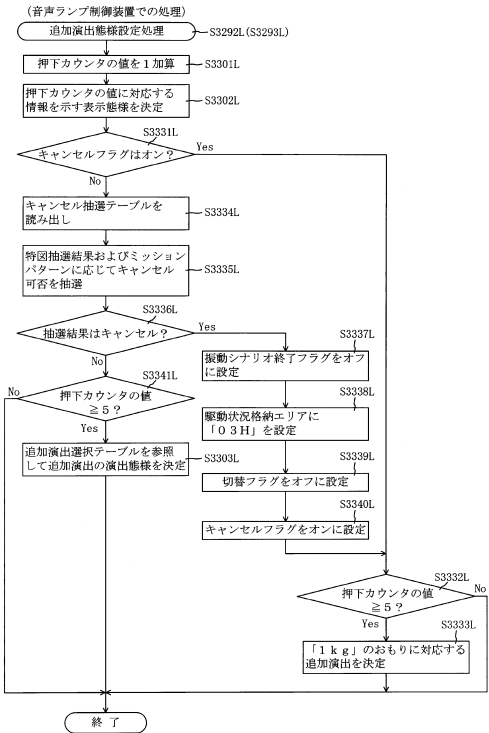 (音声ランプ制御装置での処理)
追加演出態様設定処理
S3292L(S3293L)
押下カウンタの値を1加算
S3301L
押下カウンタの値に対応する
情報を示す表示態様を決定
S3302L
S3331L
キャンセルフラグはオン？
Yes
No
キャンセル抽選テーブルを
読み出し
S3334L
特図抽選結果およびミッション
パターンに応じてキャンセル
可否を抽選
S3335L
S3336L
抽選結果はキャンセル？
Yes
No
S3337L
振動シナリオ終了フラグをオフ
に設定
S3338L
駆動状況格納エリアに
「03H」を設定
S3339L
切替フラグをオフに設定
S3340L
キャンセルフラグをオンに設定
S3341L
押下カウンタの値
≧5？
No
Yes
追加演出選択テーブルを参照
して追加演出の演出態様を決定
S3303L
S3332L
押下カウンタの値
≧5？
No
Yes
S3333L
「1kg」のおもりに対応する
追加演出を決定
終了